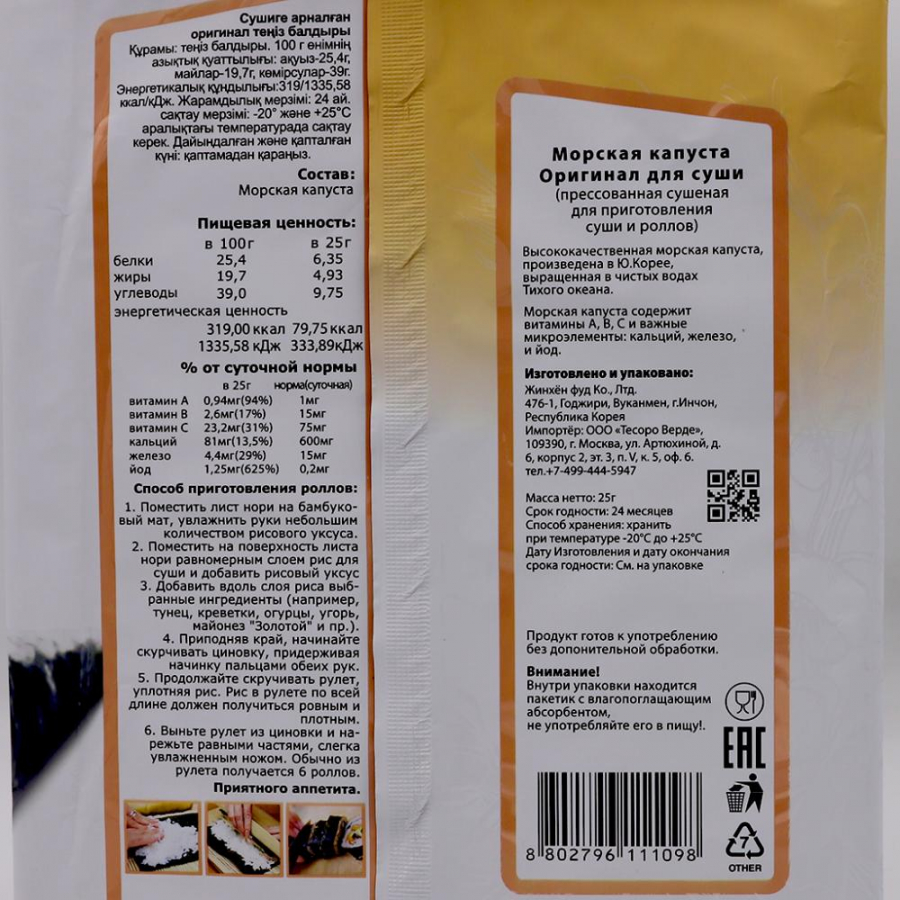 Сушиге арналған
оригинал теңіз балдыры
Құрамы: теңіз балдыры. 100 г өнімнің
азықтық қуаттылығы: ақуыз-25,4г,
майлар-19,7г, көмірсулар-39г.
Энергетикалық құндылығы:319/1335,58
ккал/кДж. Жарамдылық мерзімі: 24 ай.
сақтау мерзімі: -20° және +25°С
аралықтағы температурада сақтау
керек. Дайындалған және қапталған
күні: қаптамадан қараңыз.
Состав:
Морская капуста
Пищевая ценность:
в 100г в 25г
белки 25,4 6,35
жиры 19,7 4,93
углеводы 39,0 9,75
энергетическая ценность
319,00 ккал 79,75 ккал
1335,58 кДж 333,89кДж
% от суточной нормы
в 25г норма(суточная)
витамин А 0,94мг(94%) 1мг
витамин В 2,6мг(17%) 15мг
витамин С 23,2мг(31%) 75мг
кальций 81мг(13,5%) 600мг
железо 4,4мг(29%) 15мг
йод 1,25мг(625%) 0,2мг
Способ приготовления роллов:
1. Поместить лист нори на бамбуко-
вый мат, увлажнить руки небольшим
количеством рисового уксуса.
2. Поместить на поверхность листа
нори равномерным слоем рис для
суши и добавить рисовый уксус
3. Добавить вдоль слоя риса выб-
ранные ингредиенты (например,
тунец, креветки, огурцы, угорь,
майонез "Золотой" и пр.).
4. Приподняв край, начинайте
скурчивать циновку, придерживая
начинку пальцами обеих рук.
5. Продолжайте скручивать рулет,
уплотняя рис. Рис в рулете по всей
длине должен получиться ровным и
плотным.
6. Выньте рулет из циновки и на-
режьте равными частями, слегка
увлажненным ножом. Обычно из
рулета получается 6 роллов.
Приятного аппетита.
Морская капуста
Оригинал для суши
(прессованная сушеная
для приготовления
суши и роллов)
Высококачественная морская капуста,
произведена в Ю.Корее,
выращенная в чистых водах
Тихого океана.
Морская капуста содержит
витамины А, В, С и важные
микроэлементы: кальций, железо,
и йод.
Изготовлено и упаковано:
Жинхён фуд Ко., Лтд.
476-1, Годжири, Вуканмен, г.Инчон,
Республика Корея
Импортёр: ООО «Тесоро Верде»,
109390, г. Москва, ул. Артюхиной, д.
6, корпус 2, эт. 3, п. V, к. 5, оф. 6.
тел.+7-499-444-5947
Масса нетто: 25г
Срок годности: 24 месяцев
Способ хранения: хранить
при температуре -20°С до +25°С
Дату Изготовления и дату окончания
срока годности: См. на упаковке
Продукт готов к употреблению
без допонительной обработки.
Внимание!
Внутри упаковки находится
пакетик с влагопоглащающим
абсорбентом,
не употребляйте его в пищу!.
EAC
8 802796 111098
7
OTHER